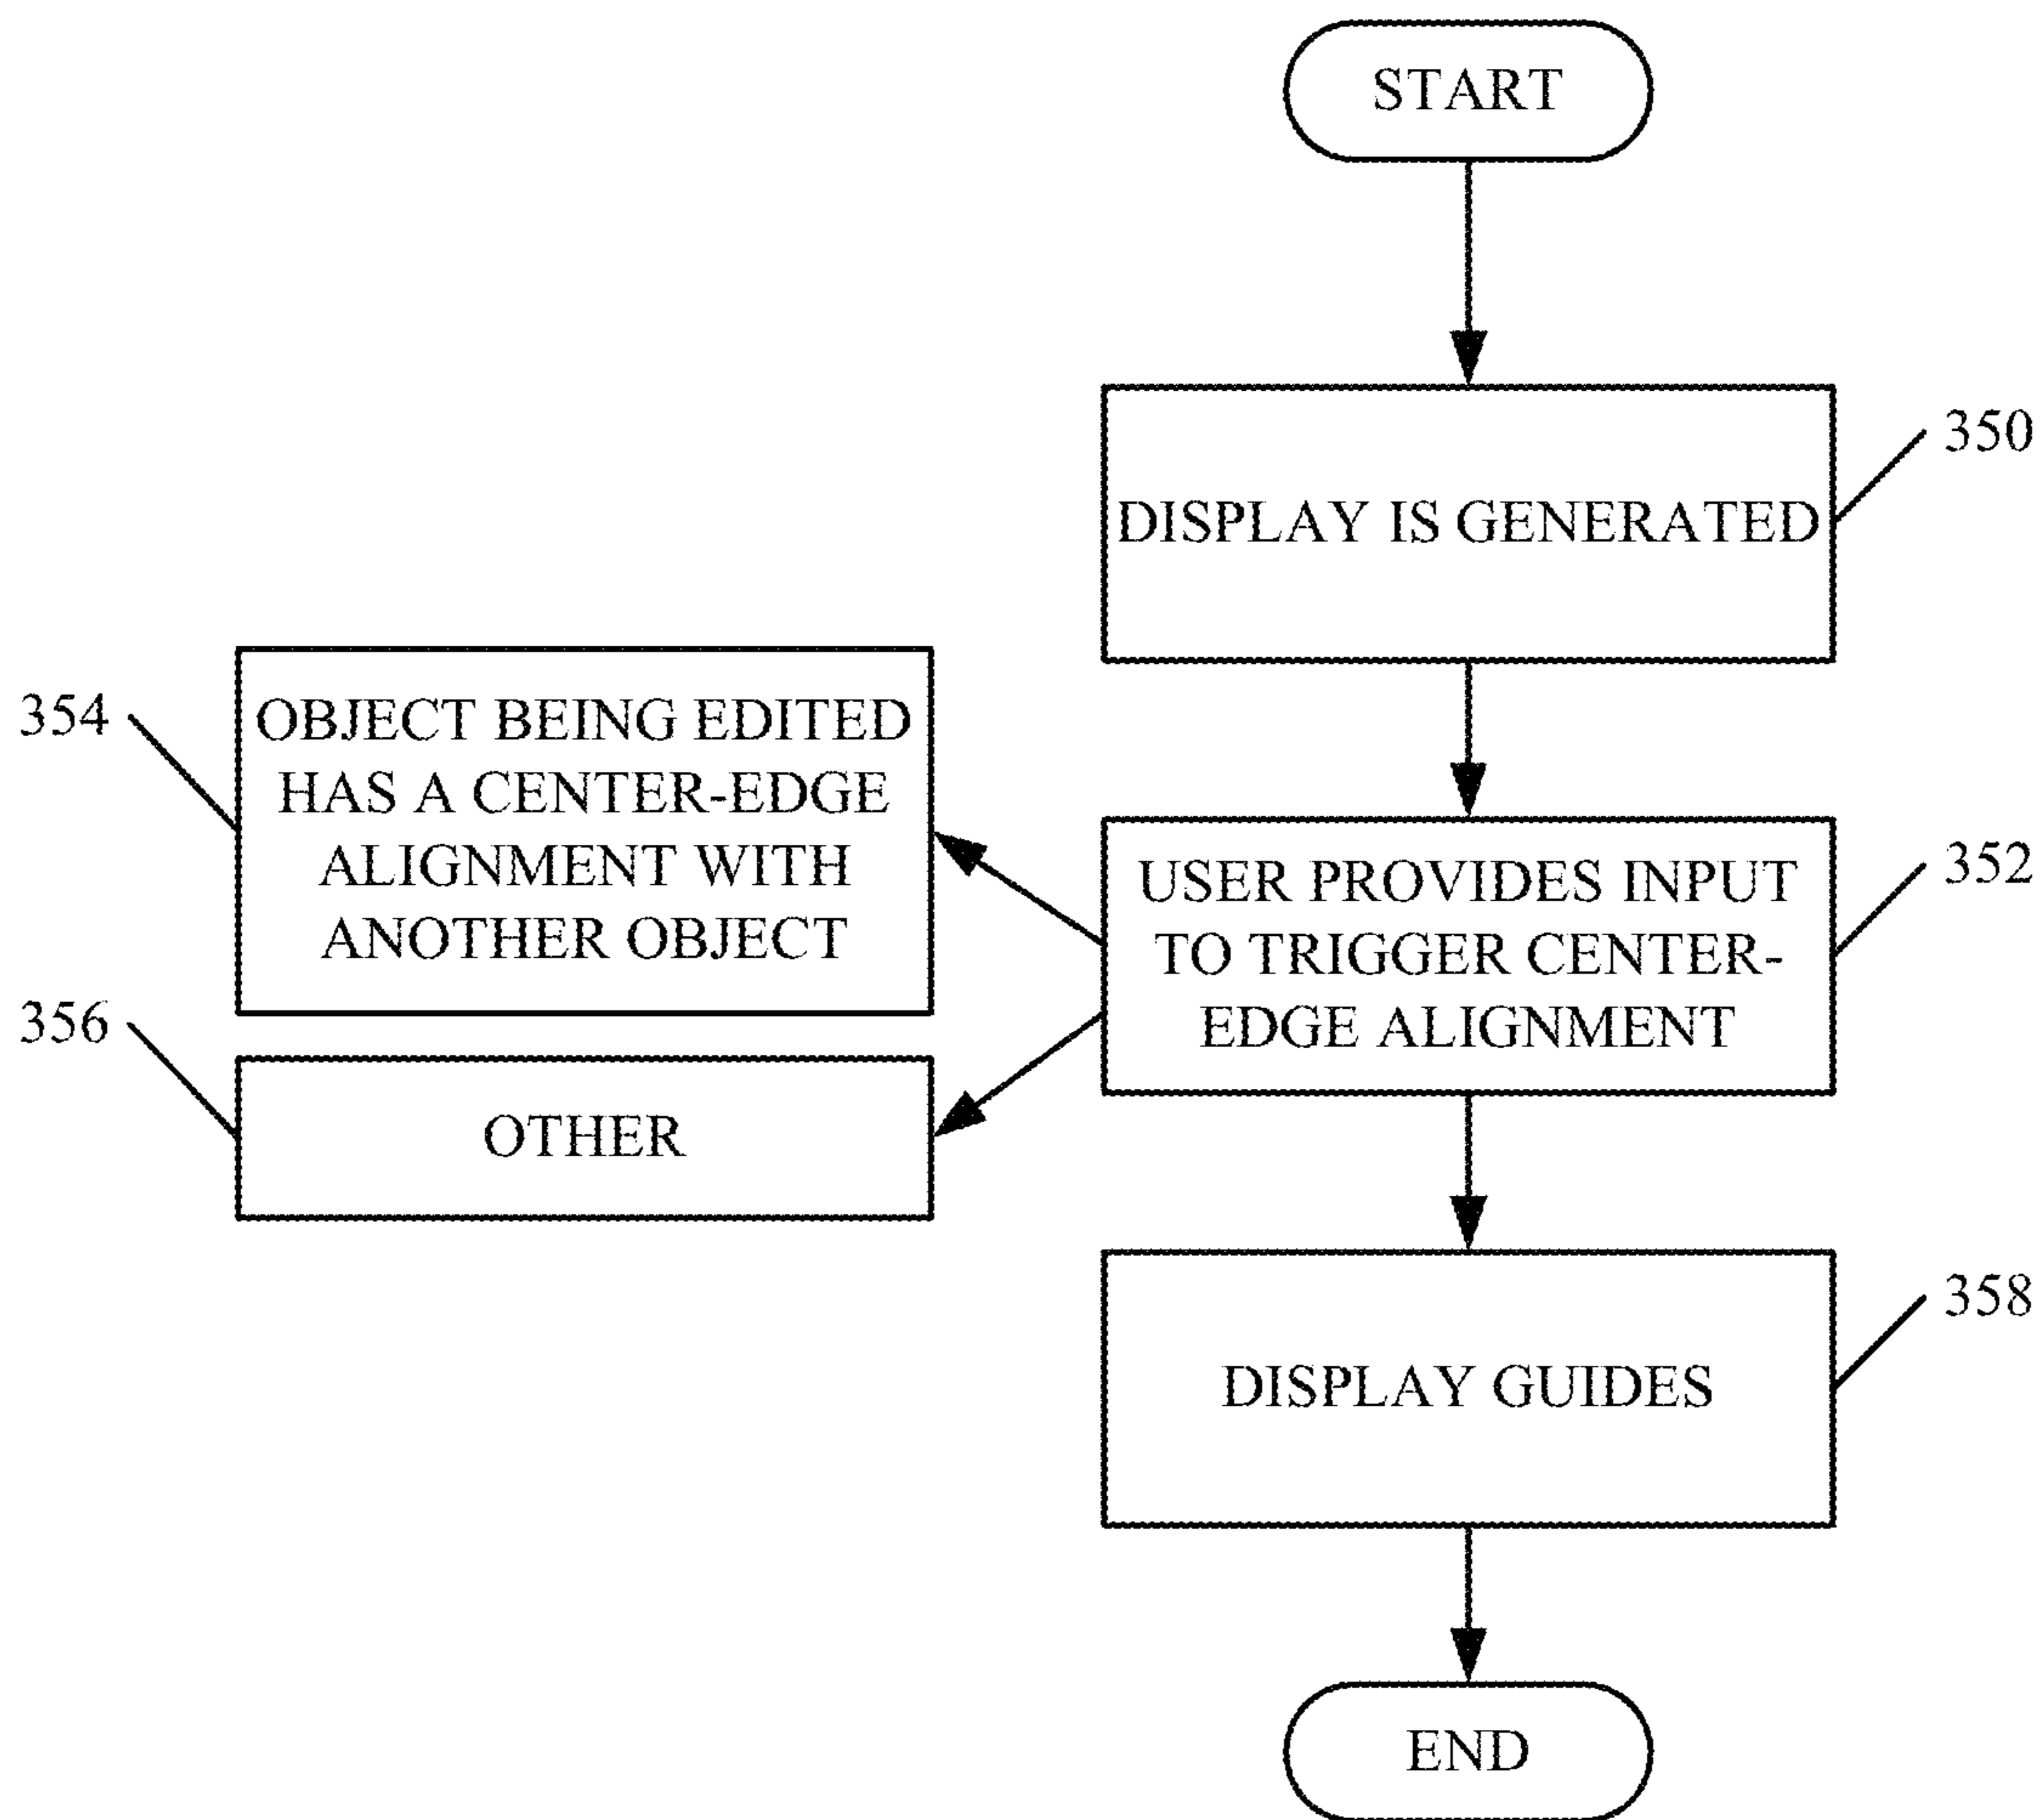 START
350
DISPLAY IS GENERATED
354
OBJECT BEING EDITED
HAS A CENTER-EDGE
ALIGNMENT WITH
ANOTHER OBJECT
352
USER PROVIDES INPUT
TO TRIGGER CENTER-
EDGE ALIGNMENT
356
OTHER
358
DISPLAY GUIDES
END